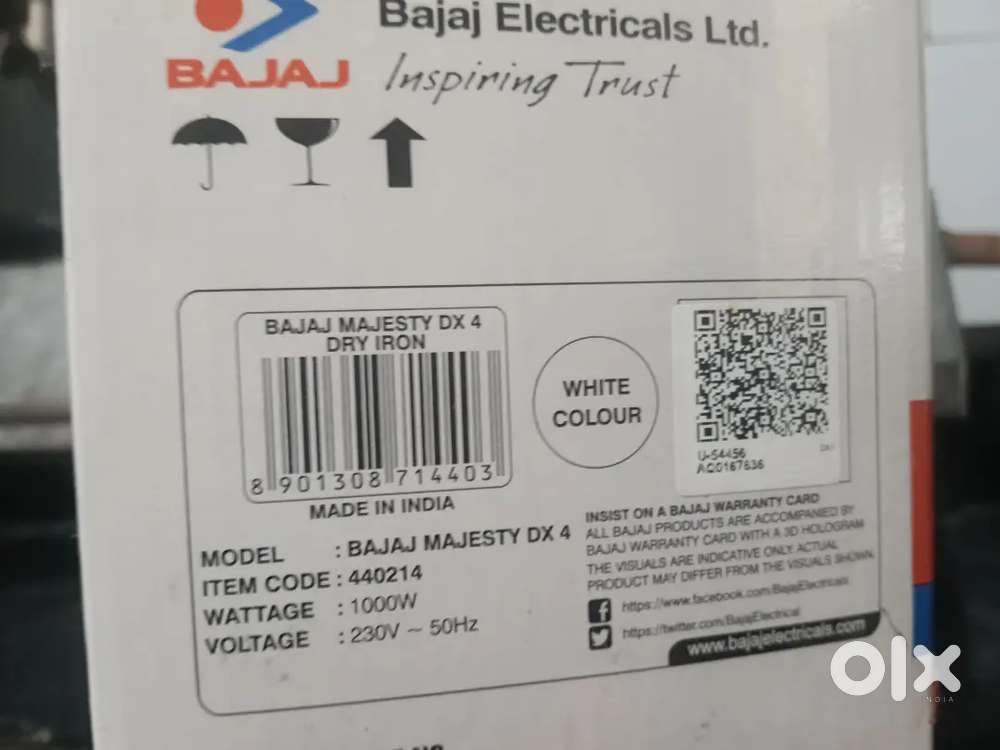 Bajaj Electricals Ltd.
BAJAJ Inspiring Trust
BAJAJ MAJESTY DX 4
DRY IRON
8 901308 714403
MADE IN INDIA
WHITE
COLOUR
U-54456
AC0167636
MODEL : BAJAJ MAJESTY DX 4
ITEM CODE : 440214
WATTAGE : 1000W
VOLTAGE : 230V ~ 50Hz
INSIST ON A BAJAJ WARRANTY CARD
ALL BAJAJ PRODUCTS ARE ACCOMPANIED BY
BAJAJ WARRANTY CARD WITH A 3D HOLOGRAM
THE VISUALS ARE INDICATIVE ONLY. ACTUAL
PRODUCT MAY DIFFER FROM THE VISUALS SHOWN.
https://www.facebook.com/BajajElectricals
https://twitter.com/BajajElectrical
www.bajajelectricals.com
olx
INDIA